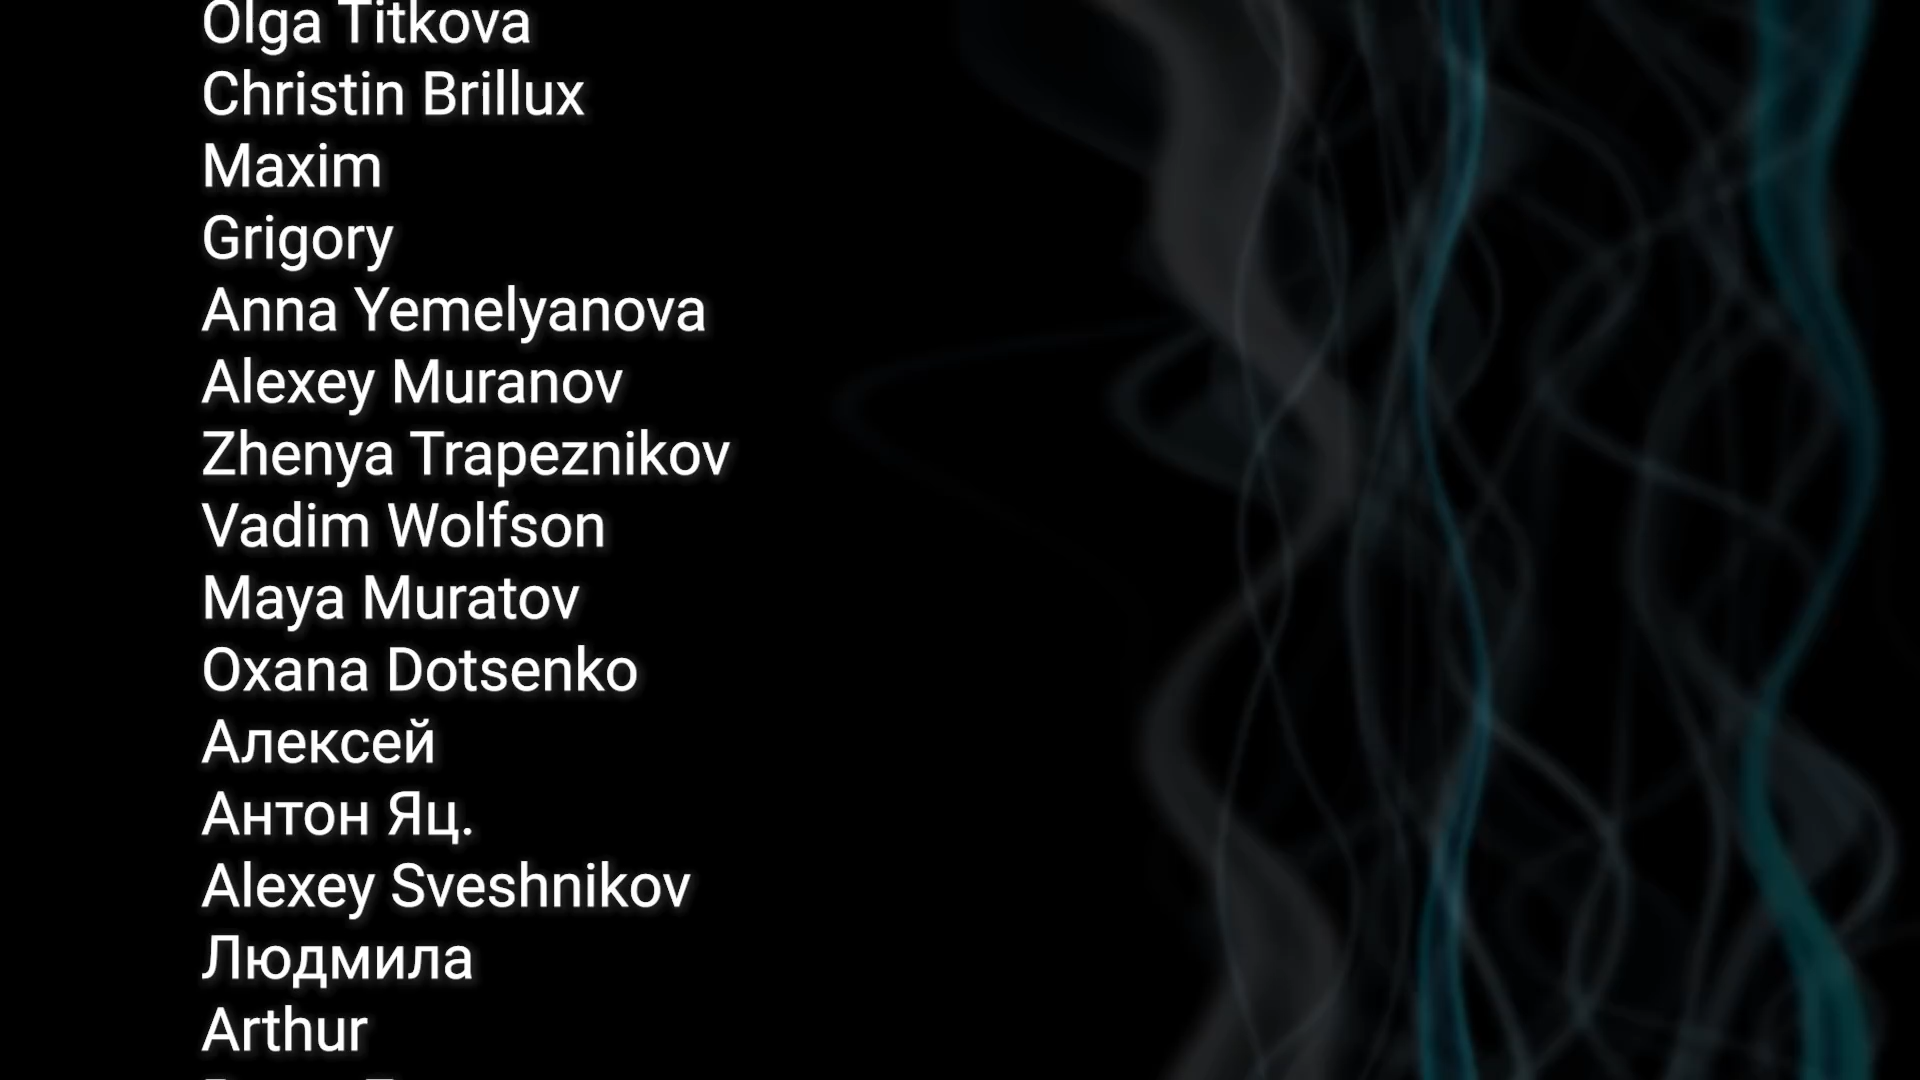 Olga Titkova
Christin Brillux
Maxim
Grigory
Anna Yemelyanova
Alexey Muranov
Zhenya Trapeznikov
Vadim Wolfson
Maya Muratov
Oxana Dotsenko
Алексей
Антон Яц.
Alexey Sveshnikov
Людмила
Arthur